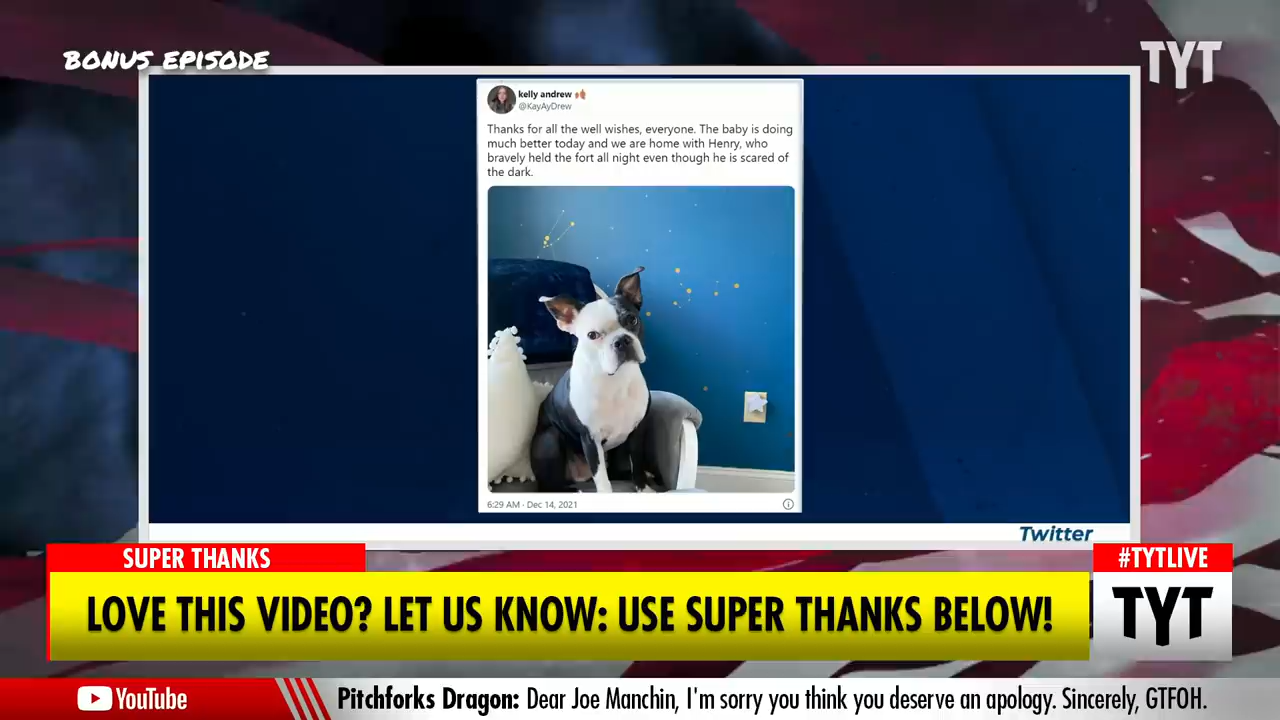 BONUS EPISODE
TYT
kelly andrew
@KayAyDrew
Thanks for all the well wishes, everyone. The baby is doing
much better today and we are home with Henry, who
bravely held the fort all night even though he is scared of
the dark.
6:29 AM · Dec 14, 2021
Twitter
SUPER THANKS
#TYTLIVE
LOVE THIS VIDEO? LET US KNOW: USE SUPER THANKS BELOW!
TYT
YouTube
Pitchforks Dragon: Dear Joe Manchin, I'm sorry you think you deserve an apology. Sincerely, GTFOH.